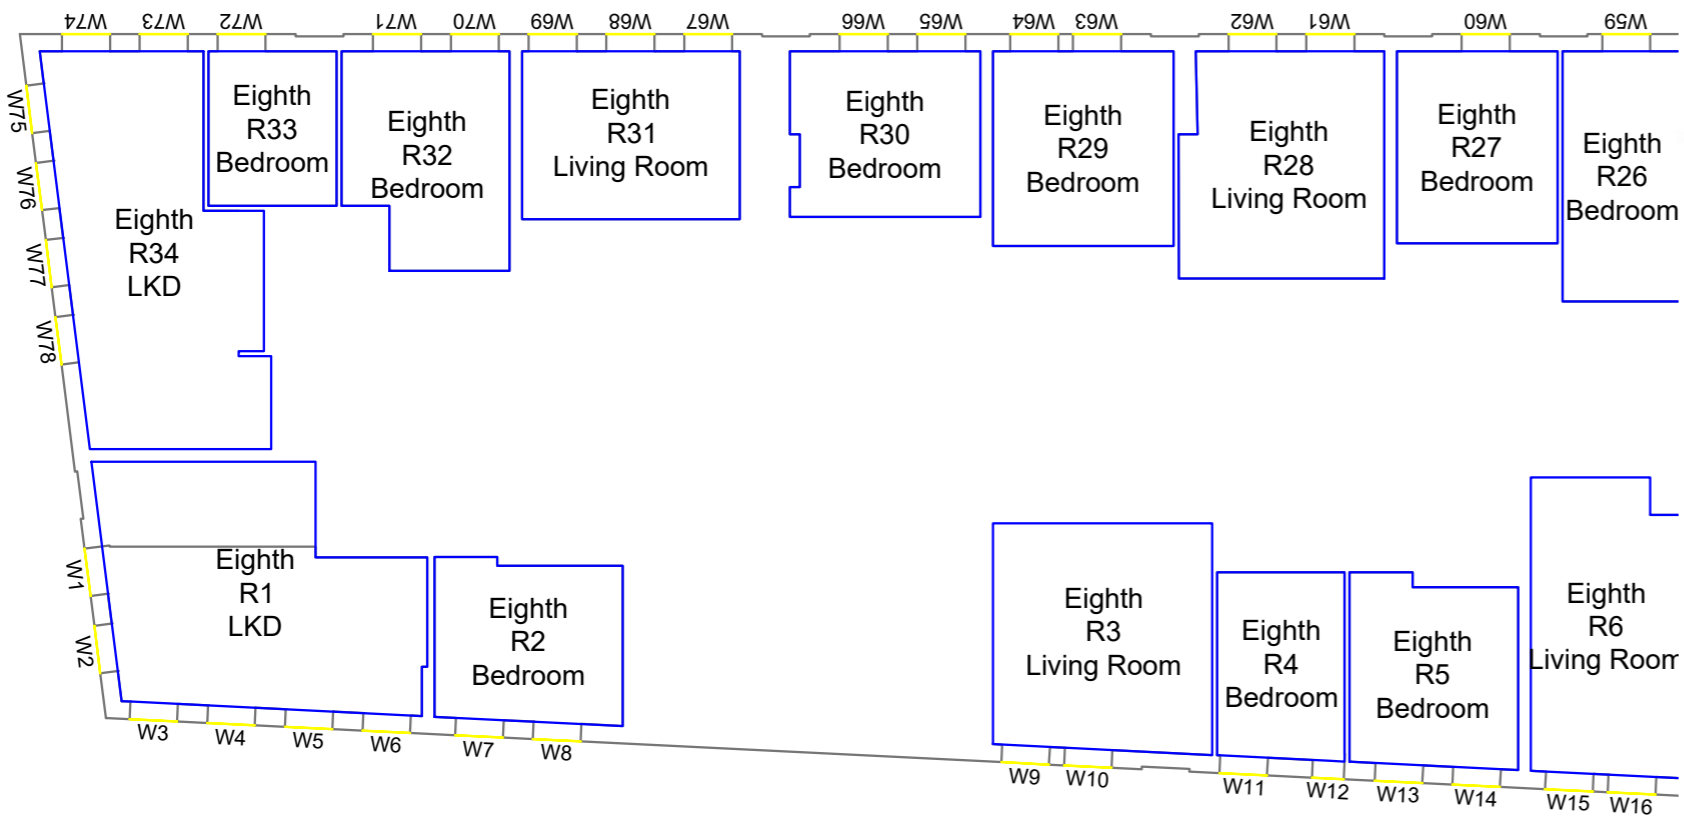 W74
W73
W72
W71
W70
W69
W68
W67
W66
W65
W64
W63
W62
W61
W60
W59
W75
W76
W77
W78
Eighth
R34
LKD
Eighth
R33
Bedroom
Eighth
R32
Bedroom
Eighth
R31
Living Room
Eighth
R30
Bedroom
Eighth
R29
Bedroom
Eighth
R28
Living Room
Eighth
R27
Bedroom
Eighth
R26
Bedroom
W1
W2
Eighth
R1
LKD
Eighth
R2
Bedroom
Eighth
R3
Living Room
Eighth
R4
Bedroom
Eighth
R5
Bedroom
Eighth
R6
Living Room
W3
W4
W5
W6
W7
W8
W9
W10
W11
W12
W13
W14
W15
W16